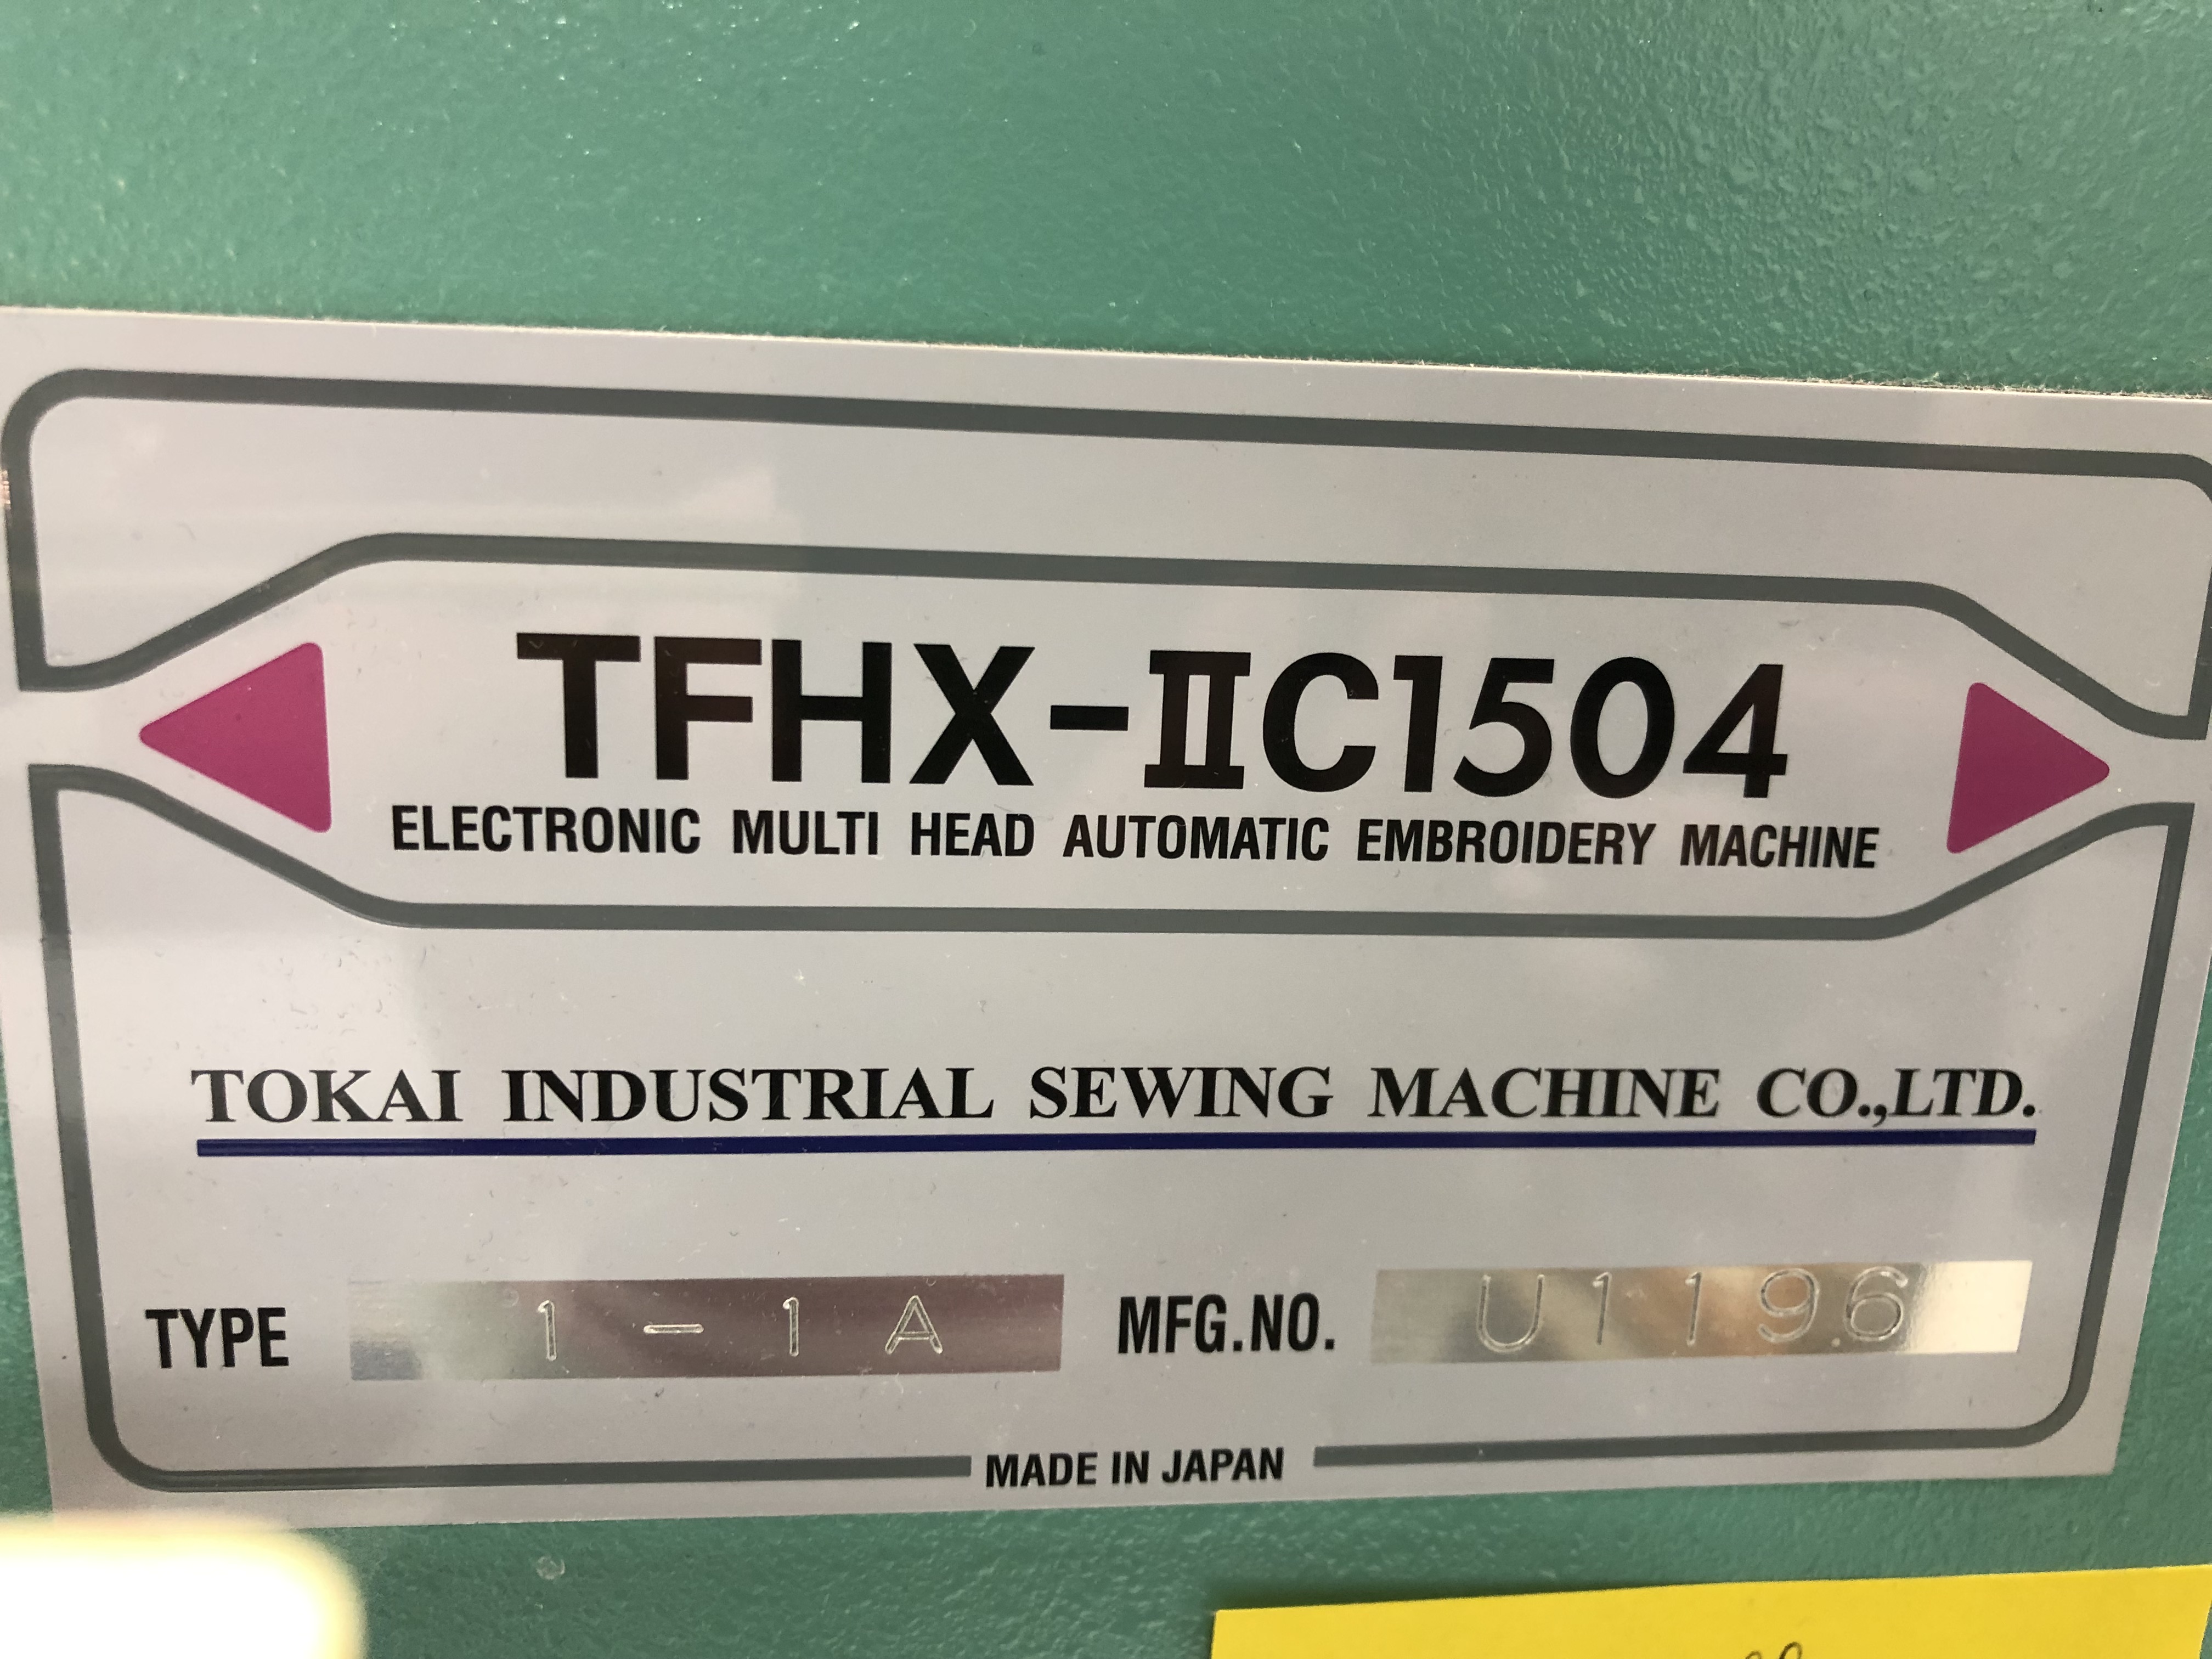 TFHX-ⅡC1504
ELECTRONIC MULTI HEAD AUTOMATIC EMBROIDERY MACHINE
TOKAI INDUSTRIAL SEWING MACHINE CO.,LTD.
TYPE 1-1A MFG.NO. U1196
MADE IN JAPAN